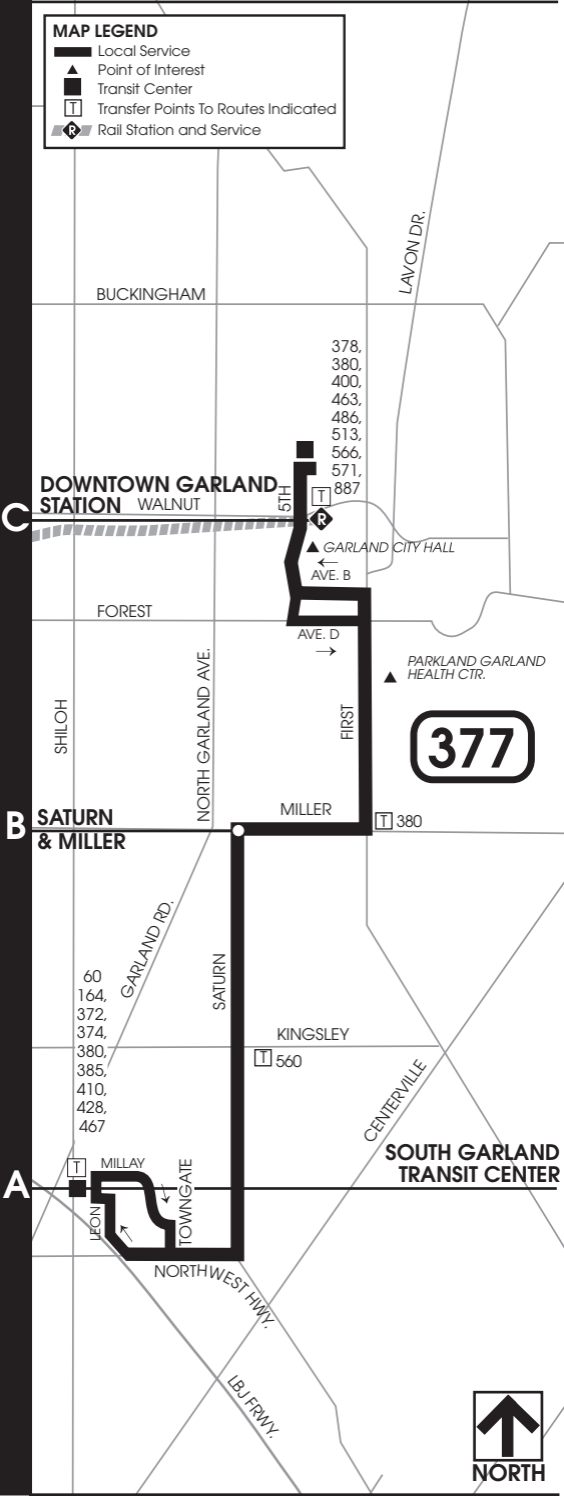 MAP LEGEND
Local Service
Point of Interest
Transit Center
T Transfer Points To Routes Indicated
R Rail Station and Service
LAVON DR.
BUCKINGHAM
378,
380,
400,
463,
486,
513,
566,
571,
887
DOWNTOWN GARLAND
STATION
WALNUT
5TH
T
C
R
GARLAND CITY HALL
AVE. B
FOREST
AVE. D
PARKLAND GARLAND
HEALTH CTR.
SHILOH
NORTH GARLAND AVE.
FIRST
377
MILLER
B
SATURN
& MILLER
T 380
GARLAND RD.
SATURN
60
164,
372,
374,
380,
385,
410,
428,
467
KINGSLEY
T 560
CENTERVILLE
SOUTH GARLAND
TRANSIT CENTER
T
MILLAY
TOWNGATE
A
LEON
NORTHWEST HWY.
LBJ FRWY.
NORTH